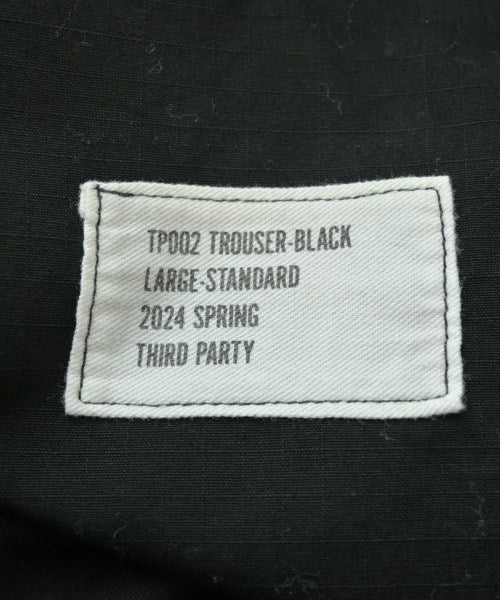 TP002 TROUSER-BLACK
LARGE-STANDARD
2024 SPRING
THIRD PARTY